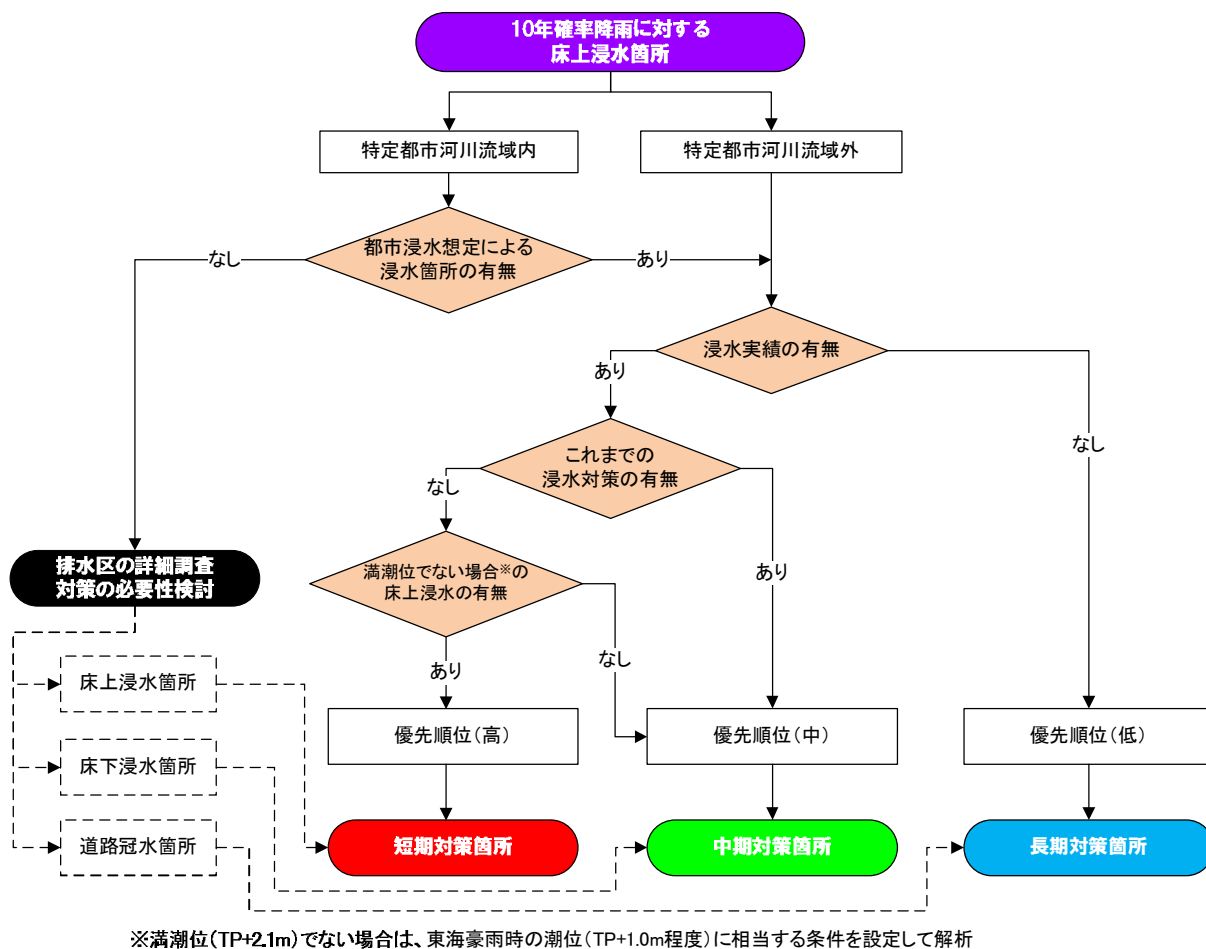 10年確率降雨に対する
床上浸水箇所
特定都市河川流域内
特定都市河川流域外
都市浸水想定による
浸水箇所の有無
なし
あり
浸水実績の有無
あり
なし
これまでの
浸水対策の有無
なし
あり
満潮位でない場合※の
床上浸水の有無
あり
なし
排水区の詳細調査
対策の必要性検討
床上浸水箇所
床下浸水箇所
道路冠水箇所
優先順位(高)
優先順位(中)
優先順位(低)
短期対策箇所
中期対策箇所
長期対策箇所
※満潮位(TP+2.1m)でない場合は、東海豪雨時の潮位(TP+1.0m程度)に相当する条件を設定して解析